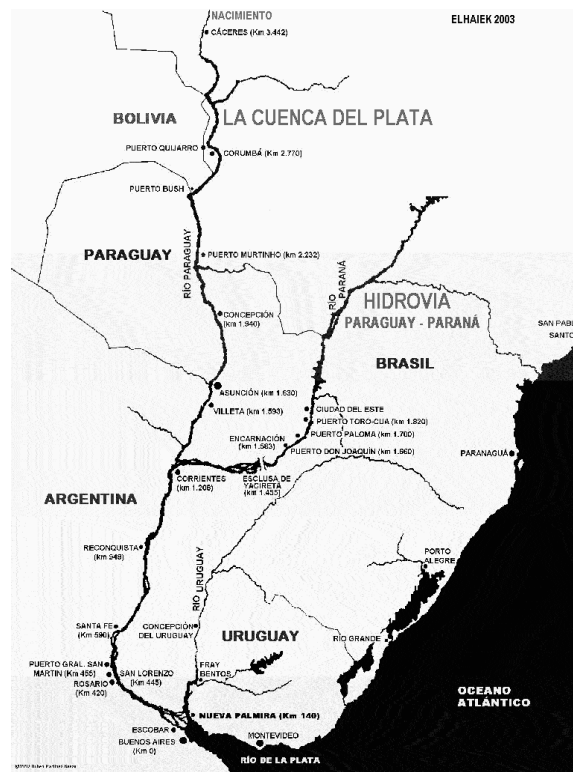 NACIMIENTO
ELHAIEK 2003
CÁCERES (Km 3.442)
BOLIVIA
LA CUENCA DEL PLATA
PUERTO QUIJARRO
CORUMBÁ (Km 2.770)
PUERTO BUSH
PARAGUAY
RÍO PARAGUAY
PUERTO MURTINHO (km 2.232)
RÍO
PARANÁ
HIDROVIA
PARAGUAY - PARANÁ
CONCEPCIÓN
(km 1.940)
SAN PABL
SANTO
BRASIL
ASUNCIÓN (km 1.630)
VILLETA (km 1.593)
CIUDAD DEL ESTE
PUERTO TORO-CUA (km 1.820)
PUERTO PALOMA (km 1.700)
ENCARNACIÓN
(km 1.583)
PUERTO DON JOAQUÍN (km 1.660)
PARANAGUÁ
CORRIENTES
(km 1.208)
ESCLUSA DE
YACIRETÁ
(km 1.455)
ARGENTINA
RECONQUISTA
(km 949)
RÍO URUGUAY
PORTO
ALEGRE
SANTA FE
(Km 590)
CONCEPCIÓN
DEL URUGUAY
URUGUAY
RÍO GRANDE
PUERTO GRAL. SAN
MARTIN (Km 455)
SAN LORENZO
(Km 445)
ROSARIO
(Km 420)
FRAY
BENTOS
OCEANO
ATLÁNTICO
NUEVA PALMIRA (Km 140)
ESCOBAR
BUENOS AIRES
(Km 0)
MONTEVIDEO
RÍO DE LA PLATA